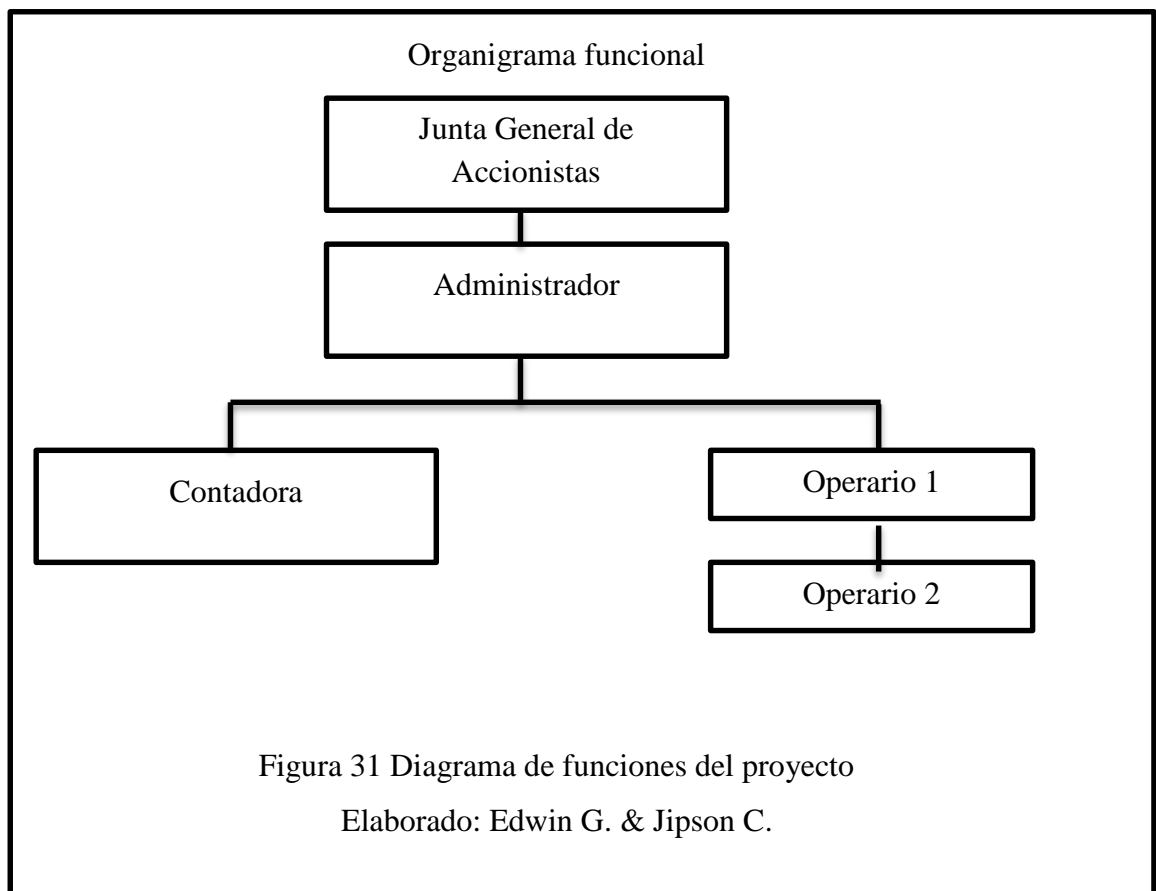 Organigrama funcional
Junta General de
Accionistas
Administrador
Contadora
Operario 1
Operario 2
Figura 31 Diagrama de funciones del proyecto
Elaborado: Edwin G. & Jipson C.